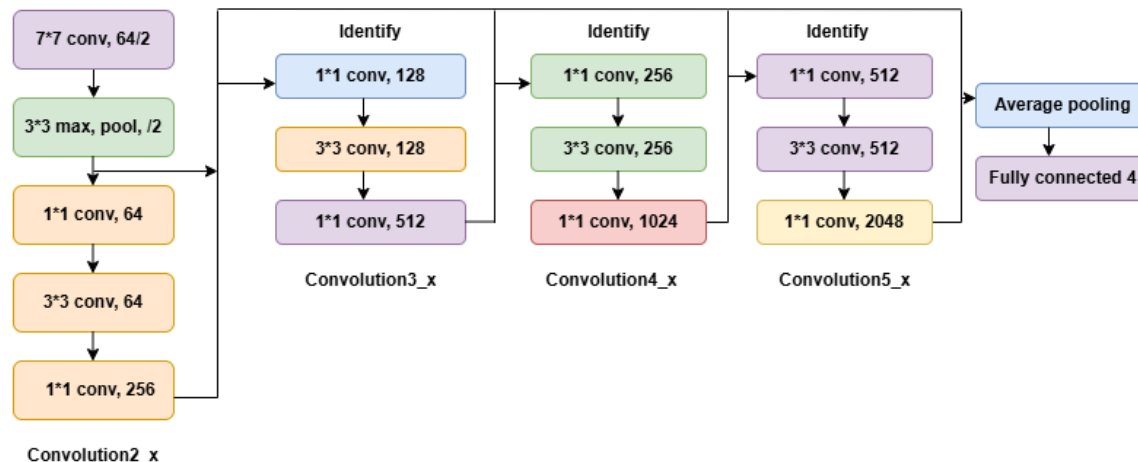 7*7 conv, 64/2
3*3 max, pool, /2
1*1 conv, 64
3*3 conv, 64
1*1 conv, 256
Convolution2_x
Identify
1*1 conv, 128
3*3 conv, 128
1*1 conv, 512
Convolution3_x
Identify
1*1 conv, 256
3*3 conv, 256
1*1 conv, 1024
Convolution4_x
Identify
1*1 conv, 512
3*3 conv, 512
1*1 conv, 2048
Convolution5_x
Average pooling
Fully connected 4